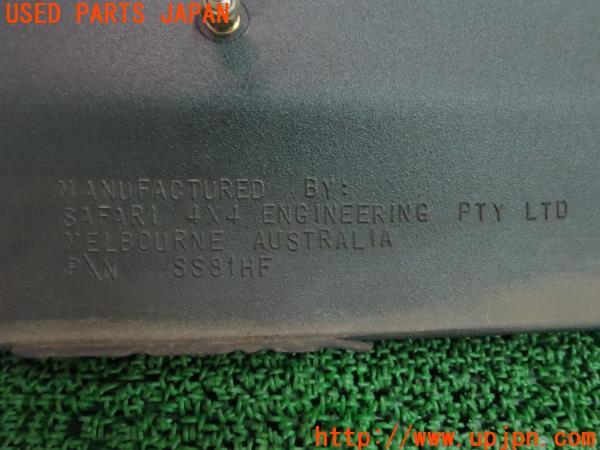 USED PARTS JAPAN
MANUFACTURED BY:
SAFARI 4X4 ENGINEERING PTY LTD
MELBOURNE AUSTRALIA
P\N SS81HF
http://www.upjpn.com/